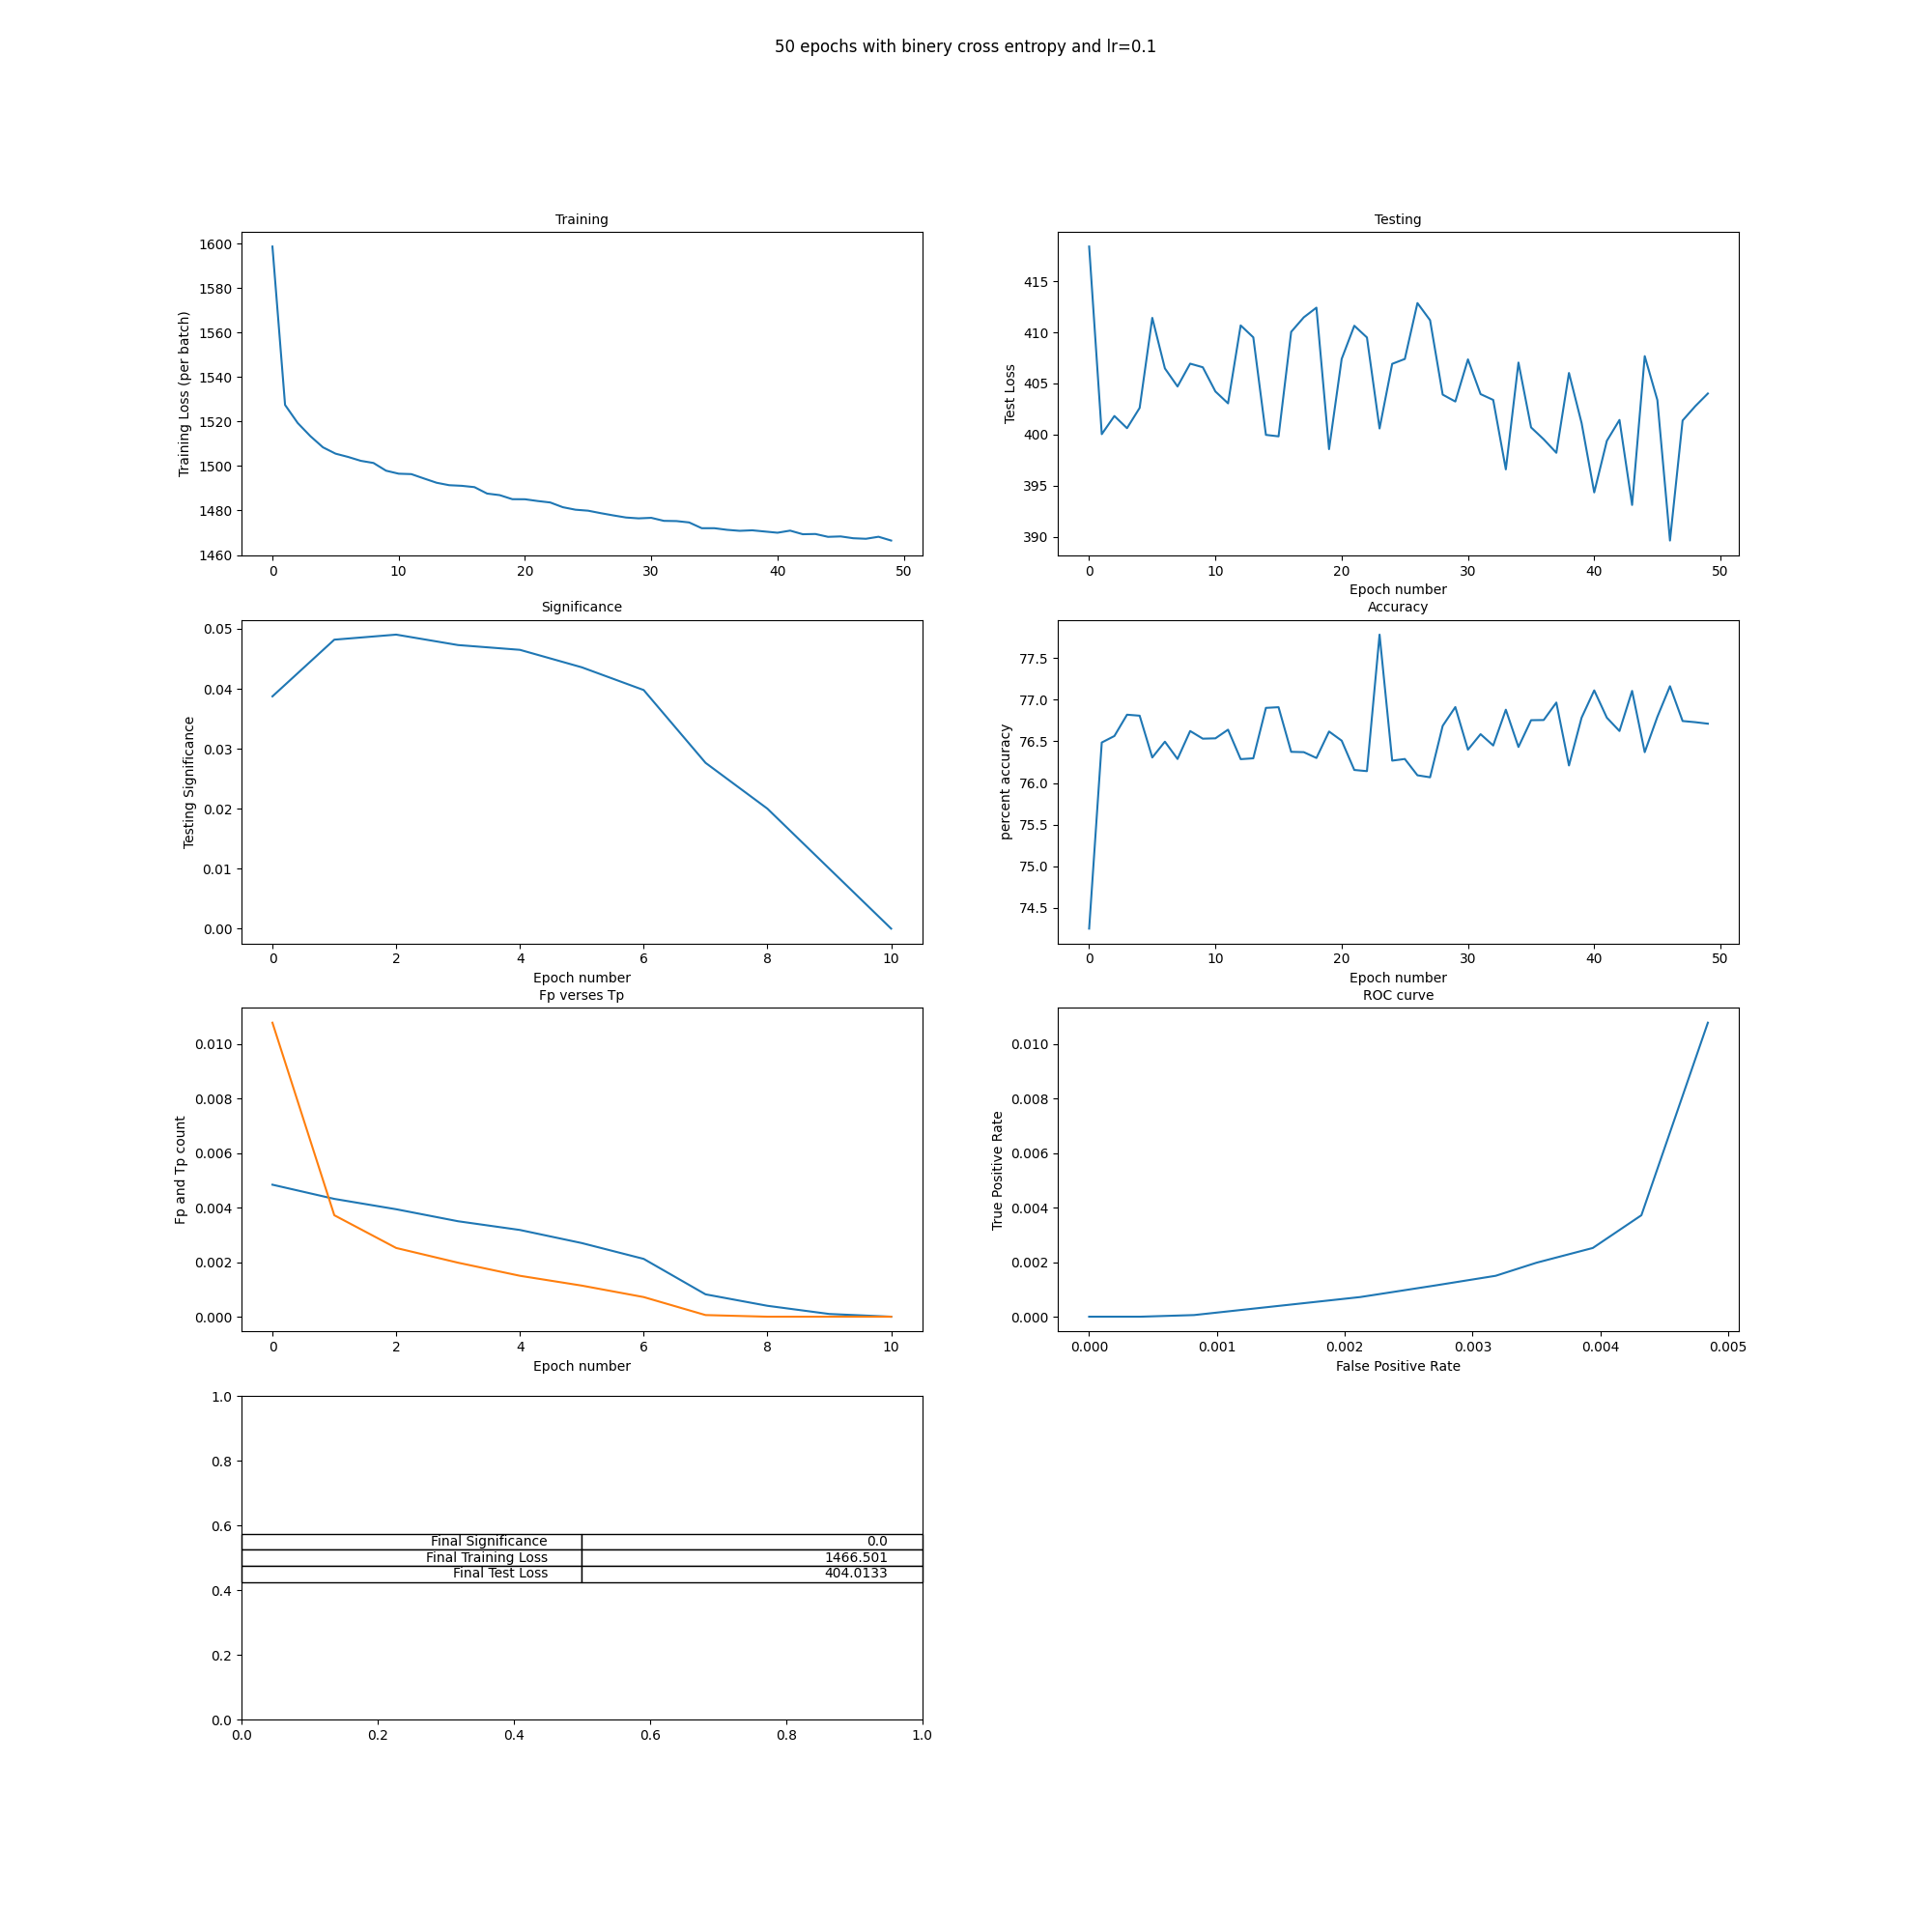 50 epochs with binery cross entropy and lr=0.1
Training
Training Loss (per batch)
1600
1580
1560
1540
1520
1500
1480
1460
0 10 20 30 40 50
Testing
Test Loss
415
410
405
400
395
390
0 10 20 30 40 50
Epoch number
Significance
Testing Significance
0.05
0.04
0.03
0.02
0.01
0.00
0 2 4 6 8 10
Epoch number
Accuracy
percent accuracy
77.5
77.0
76.5
76.0
75.5
75.0
74.5
0 10 20 30 40 50
Epoch number
Fp verses Tp
Fp and Tp count
0.010
0.008
0.006
0.004
0.002
0.000
0 2 4 6 8 10
Epoch number
ROC curve
True Positive Rate
0.010
0.008
0.006
0.004
0.002
0.000
0.000 0.001 0.002 0.003 0.004 0.005
False Positive Rate
1.0
0.8
0.6
Final Significance 0.0
Final Training Loss 1466.501
Final Test Loss 404.0133
0.4
0.2
0.0
0.0 0.2 0.4 0.6 0.8 1.0